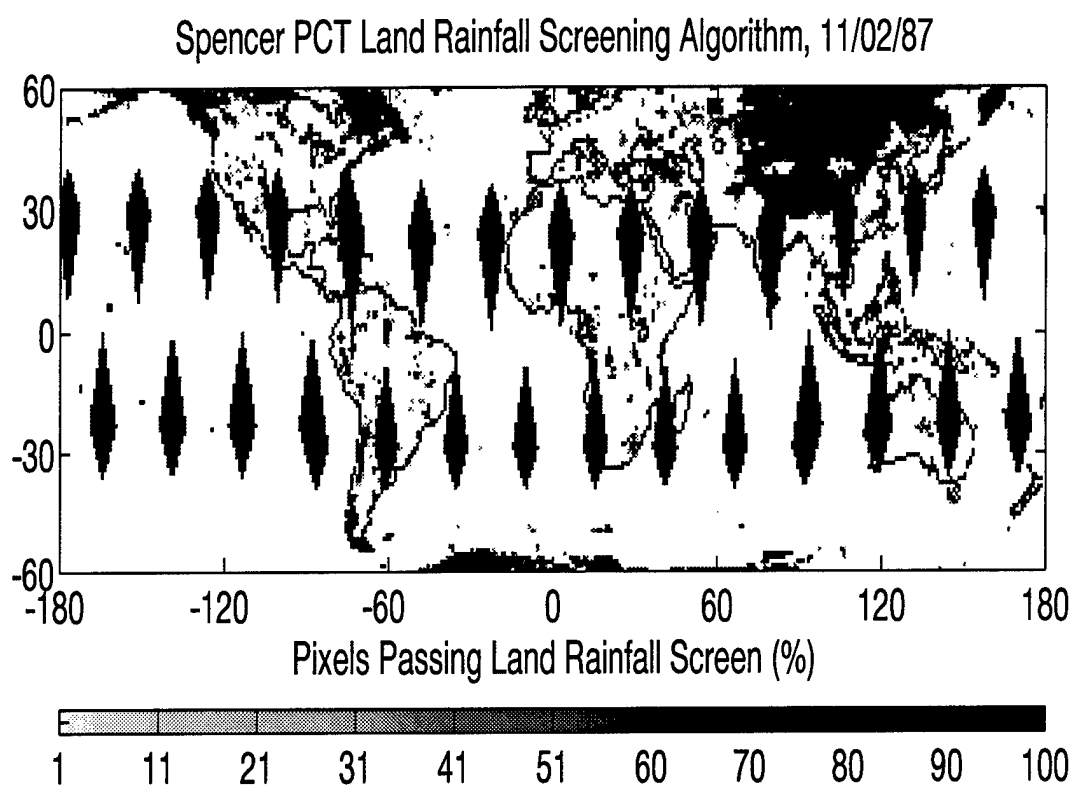 Spencer PCT Land Rainfall Screening Algorithm, 11/02/87
60
30
0
-30
-60
-180 -120 -60 0 60 120 180
Pixels Passing Land Rainfall Screen (%)
1 11 21 31 41 51 60 70 80 90 100